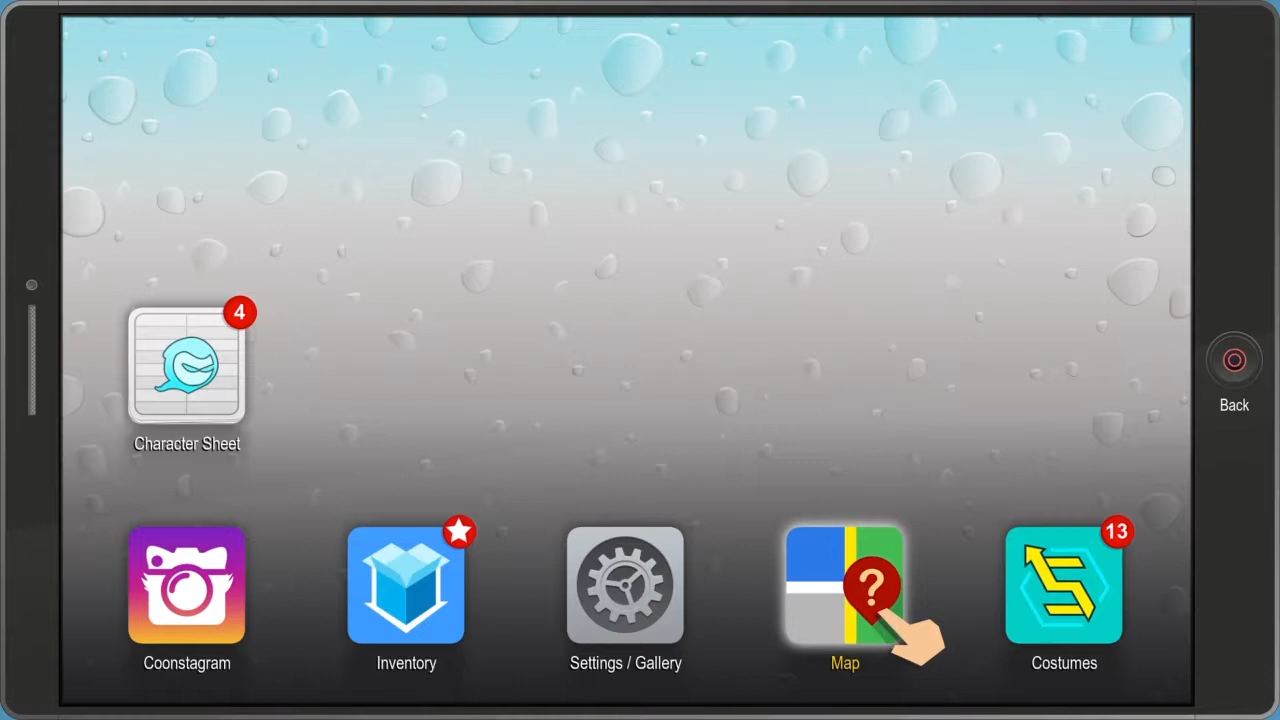 4
Character Sheet
Back
13
?
Coonstagram
Inventory
Settings / Gallery
Map
Costumes